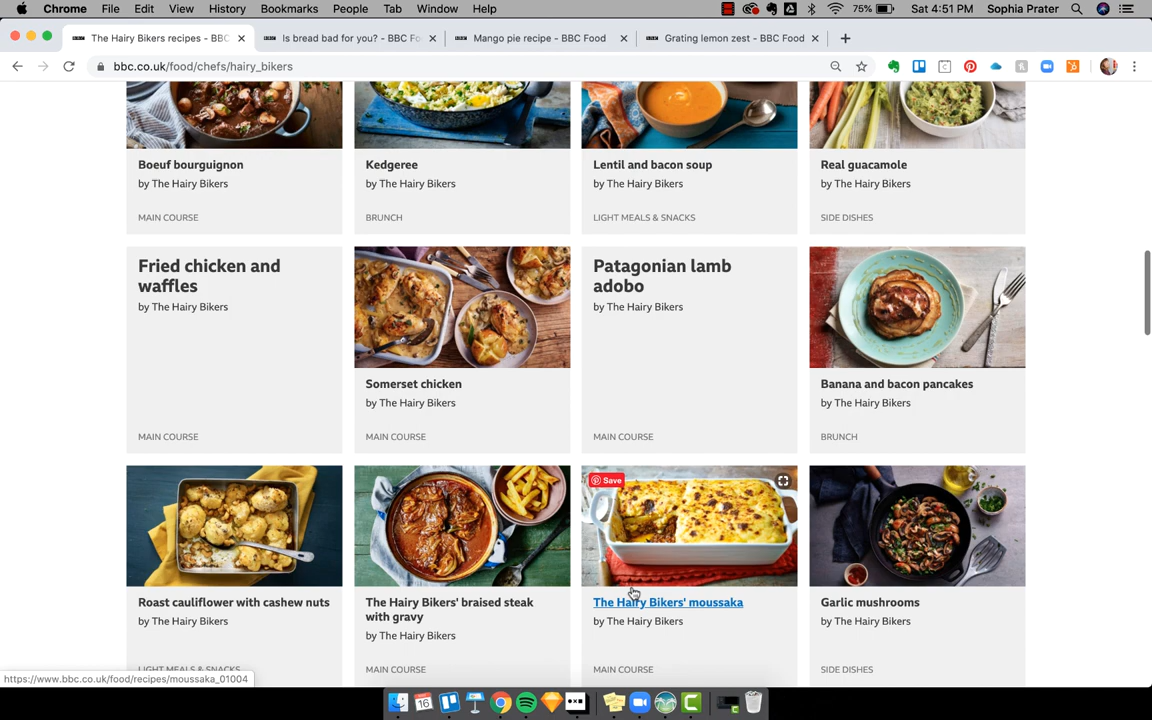 Chrome File Edit View History Bookmarks People Tab Window Help 75% Sat 4:51 PM Sophia Prater
The Hairy Bikers recipes - BBC Is bread bad for you? - BBC Fo Mango pie recipe - BBC Food Grating lemon zest - BBC Food
bbc.co.uk/food/chefs/hairy_bikers
Boeuf bourguignon
by The Hairy Bikers
MAIN COURSE
Kedgeree
by The Hairy Bikers
BRUNCH
Lentil and bacon soup
by The Hairy Bikers
LIGHT MEALS & SNACKS
Real guacamole
by The Hairy Bikers
SIDE DISHES
Fried chicken and
waffles
by The Hairy Bikers
MAIN COURSE
Somerset chicken
by The Hairy Bikers
MAIN COURSE
Patagonian lamb
adobo
by The Hairy Bikers
MAIN COURSE
Banana and bacon pancakes
by The Hairy Bikers
BRUNCH
Roast cauliflower with cashew nuts
by The Hairy Bikers
LIGHT MEALS & SNACKS
The Hairy Bikers' braised steak
with gravy
by The Hairy Bikers
MAIN COURSE
Save
The Hairy Bikers' moussaka
by The Hairy Bikers
MAIN COURSE
Garlic mushrooms
by The Hairy Bikers
SIDE DISHES
https://www.bbc.co.uk/food/recipes/moussaka_01004
16